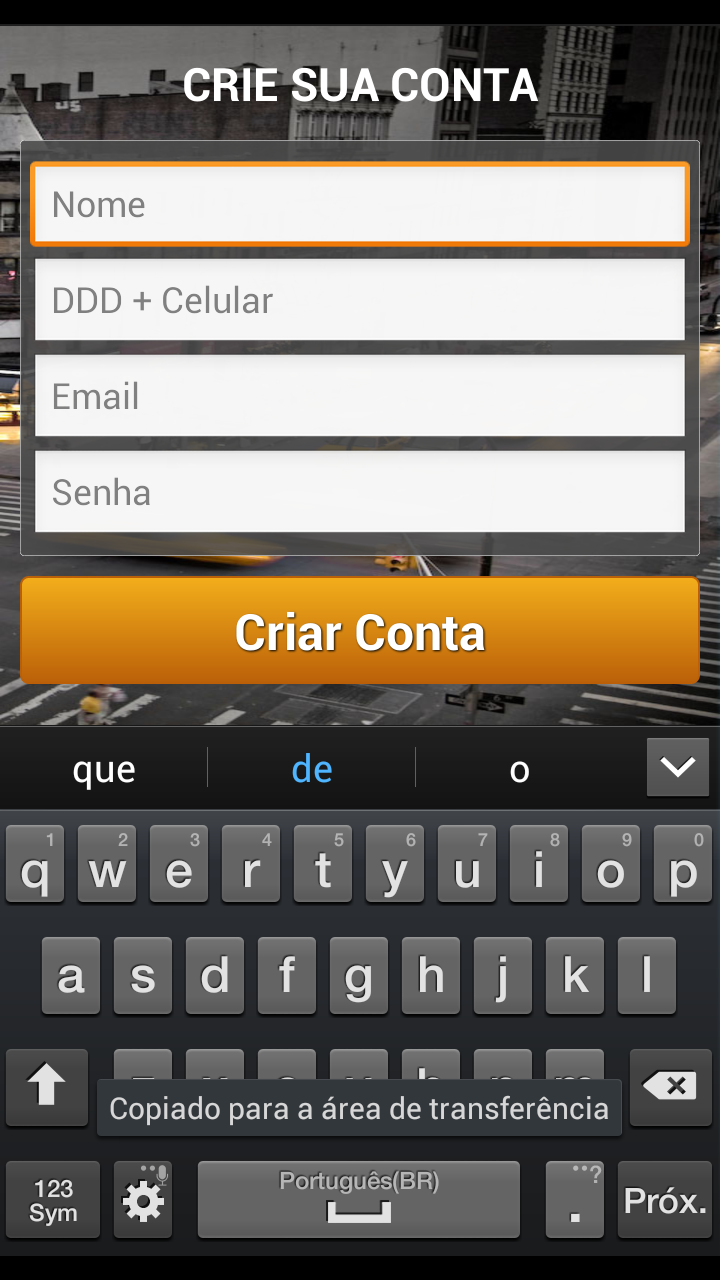 CRIE SUA CONTA
Nome
DDD + Celular
Email
Senha
Criar Conta
que de o
1 2 3 4 5 6 7 8 9 0
q w e r t y u i o p
a s d f g h j k l
Copiado para a área de transferência
123 Sym
Português(BR)
...?
.
Próx.